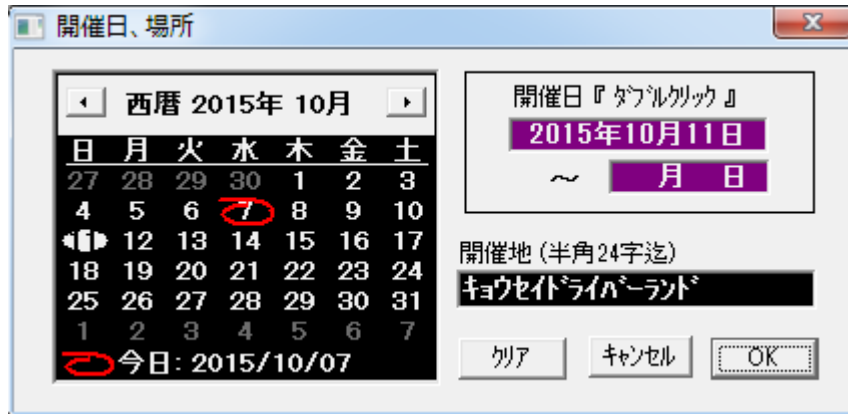 開催日、場所
西暦 2015年 10月
日 月 火 水 木 金 土
27 28 29 30 1 2 3
4 5 6 7 8 9 10
12 13 14 15 16 17
18 19 20 21 22 23 24
25 26 27 28 29 30 31
1 2 3 4 5 6 7
今日: 2015/10/07
開催日『 ﾀﾞﾌﾞﾙｸﾘｯｸ 』
2015年10月11日
～ 月 日
開催地 (半角24字迄)
ｷｮｳｾｲﾄﾞﾗｲﾊﾞｰﾗﾝﾄﾞ
ｸﾘｱ ｷｬﾝｾﾙ OK